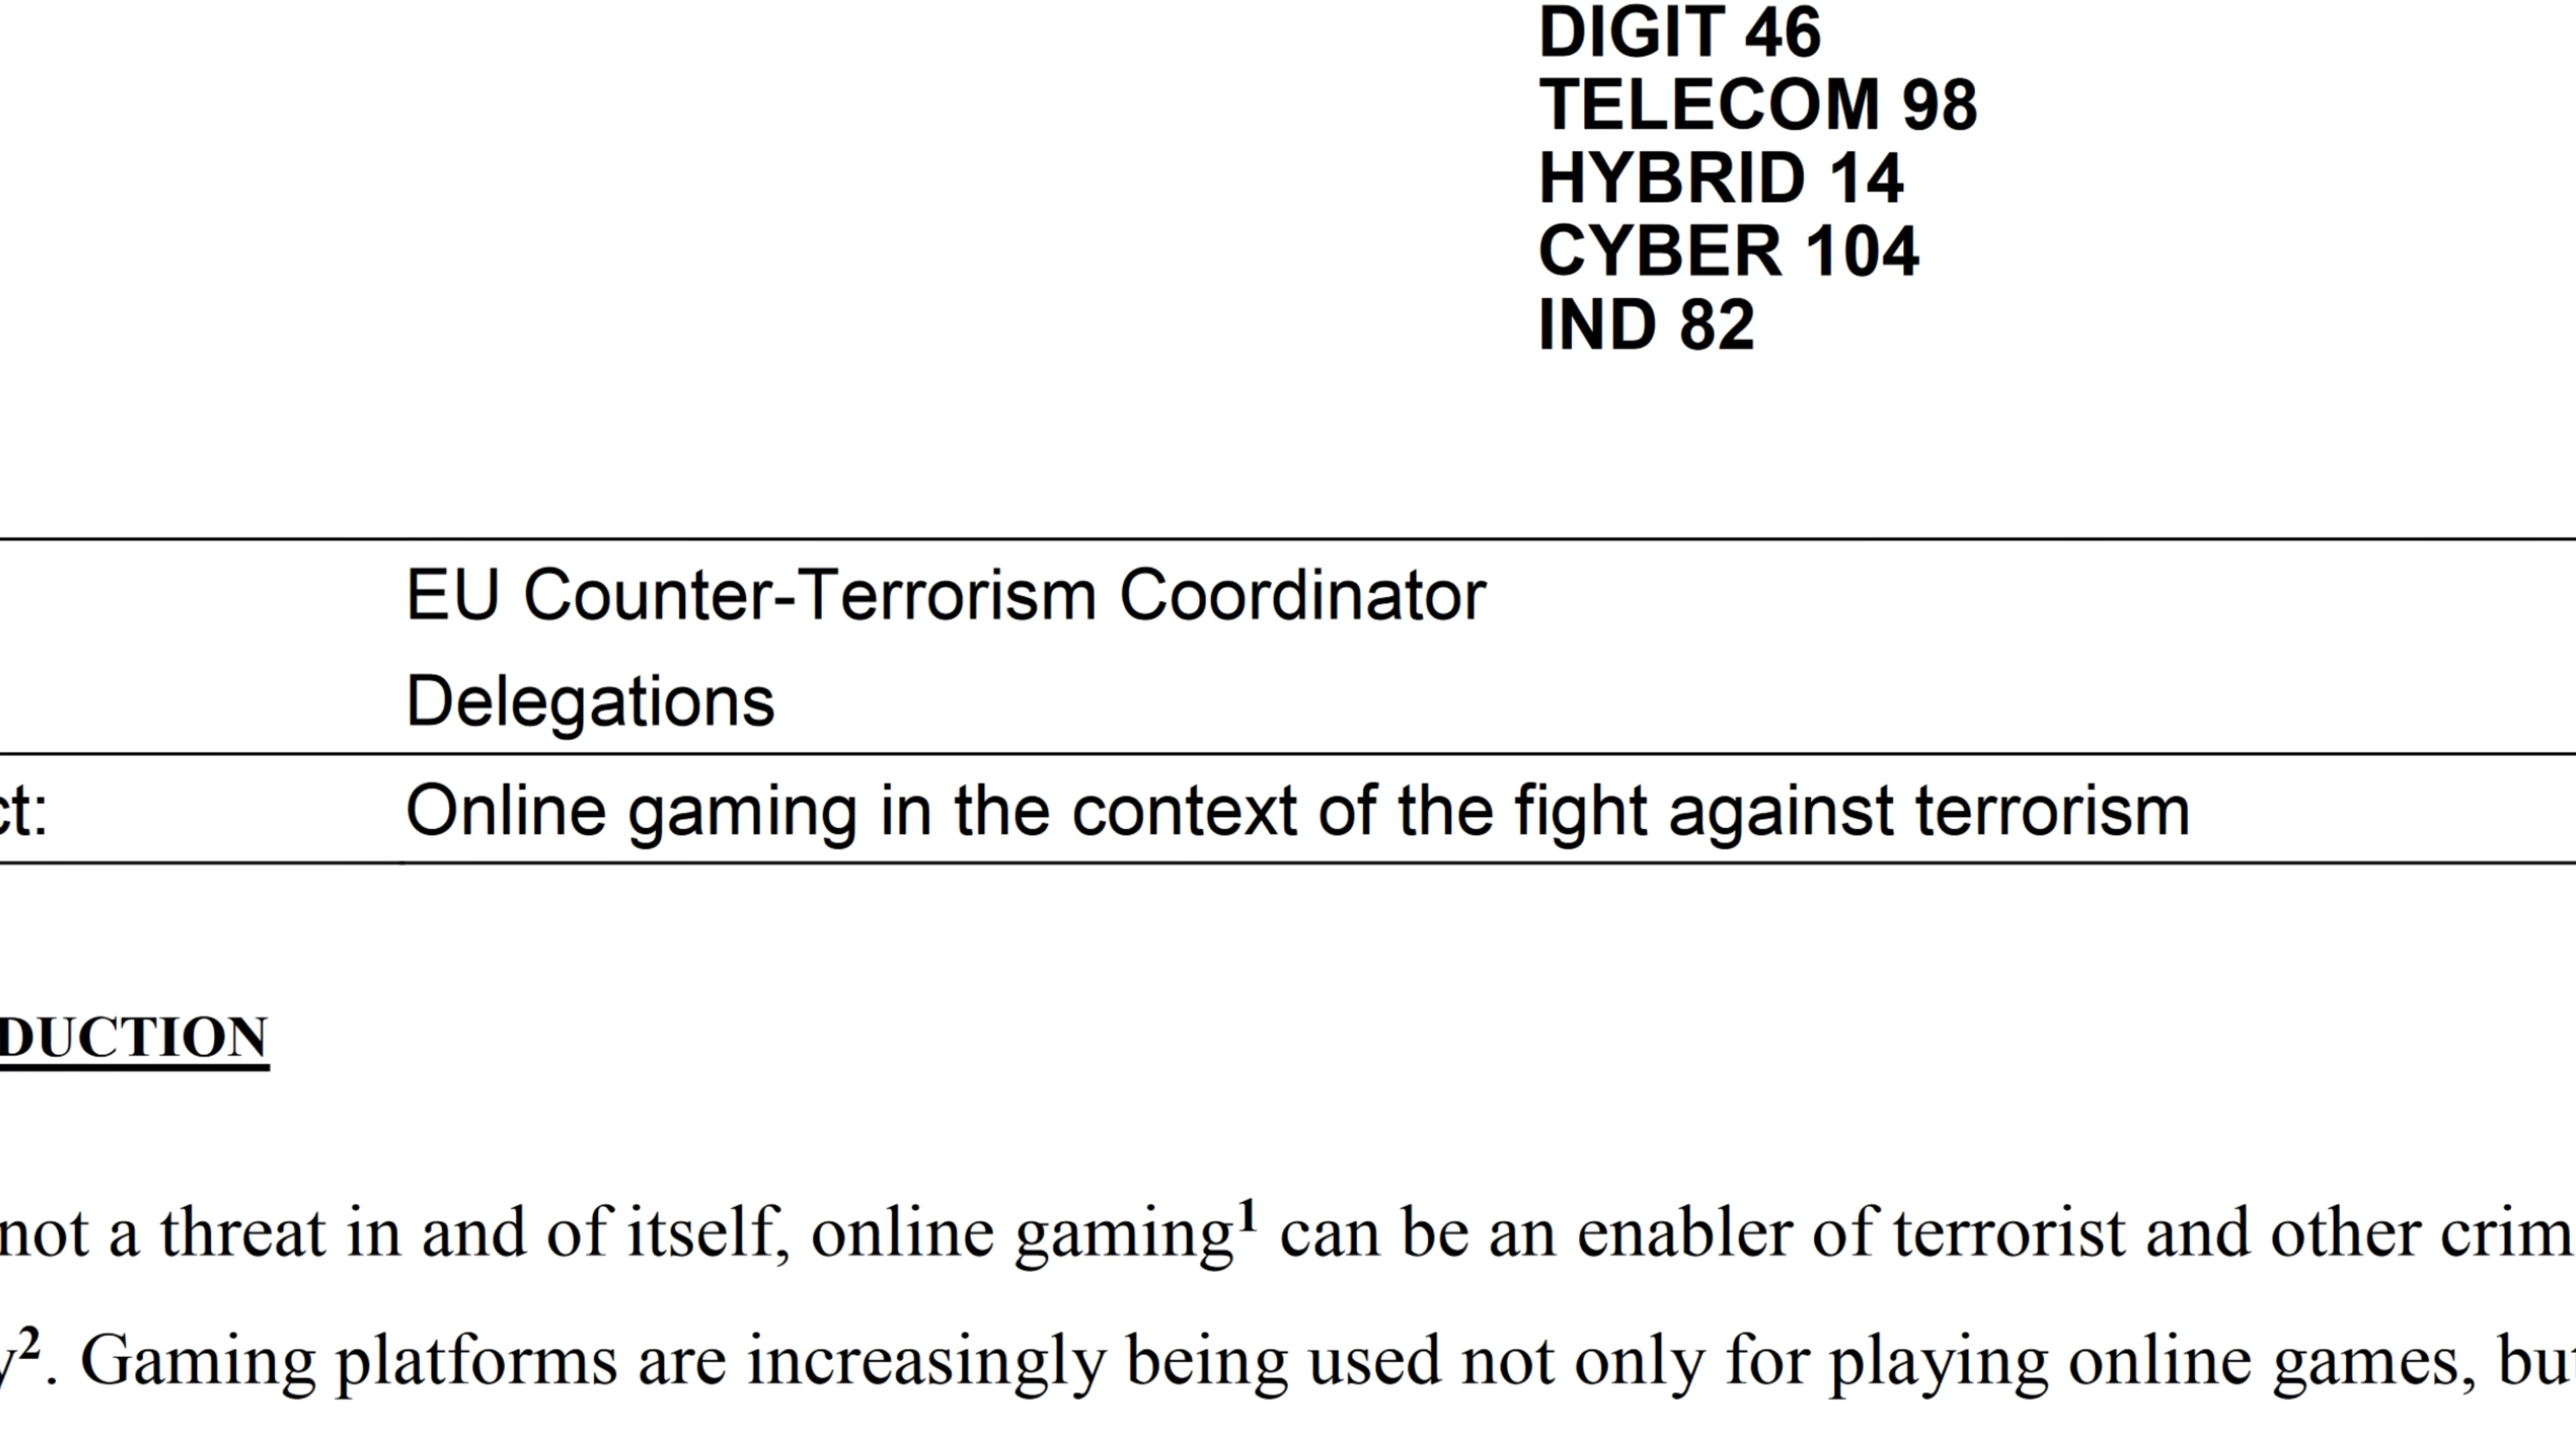 DIGIT 46
TELECOM 98
HYBRID 14
CYBER 104
IND 82
EU Counter-Terrorism Coordinator
Delegations
ct: Online gaming in the context of the fight against terrorism
DUCTION
not a threat in and of itself, online gaming¹ can be an enabler of terrorist and other crim
y². Gaming platforms are increasingly being used not only for playing online games, but